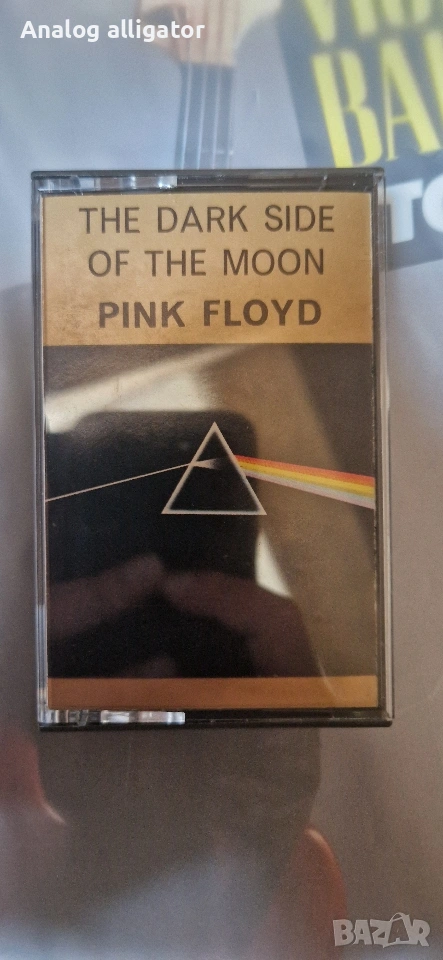 Analog alligator
THE DARK SIDE
OF THE MOON
PINK FLOYD
BAZAR